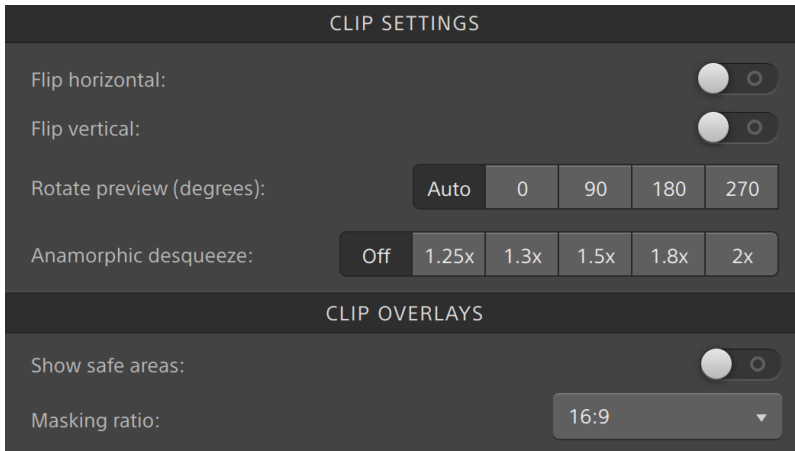 CLIP SETTINGS
Flip horizontal:
Flip vertical:
Rotate preview (degrees): Auto 0 90 180 270
Anamorphic desqueeze: Off 1.25x 1.3x 1.5x 1.8x 2x
CLIP OVERLAYS
Show safe areas:
Masking ratio: 16:9